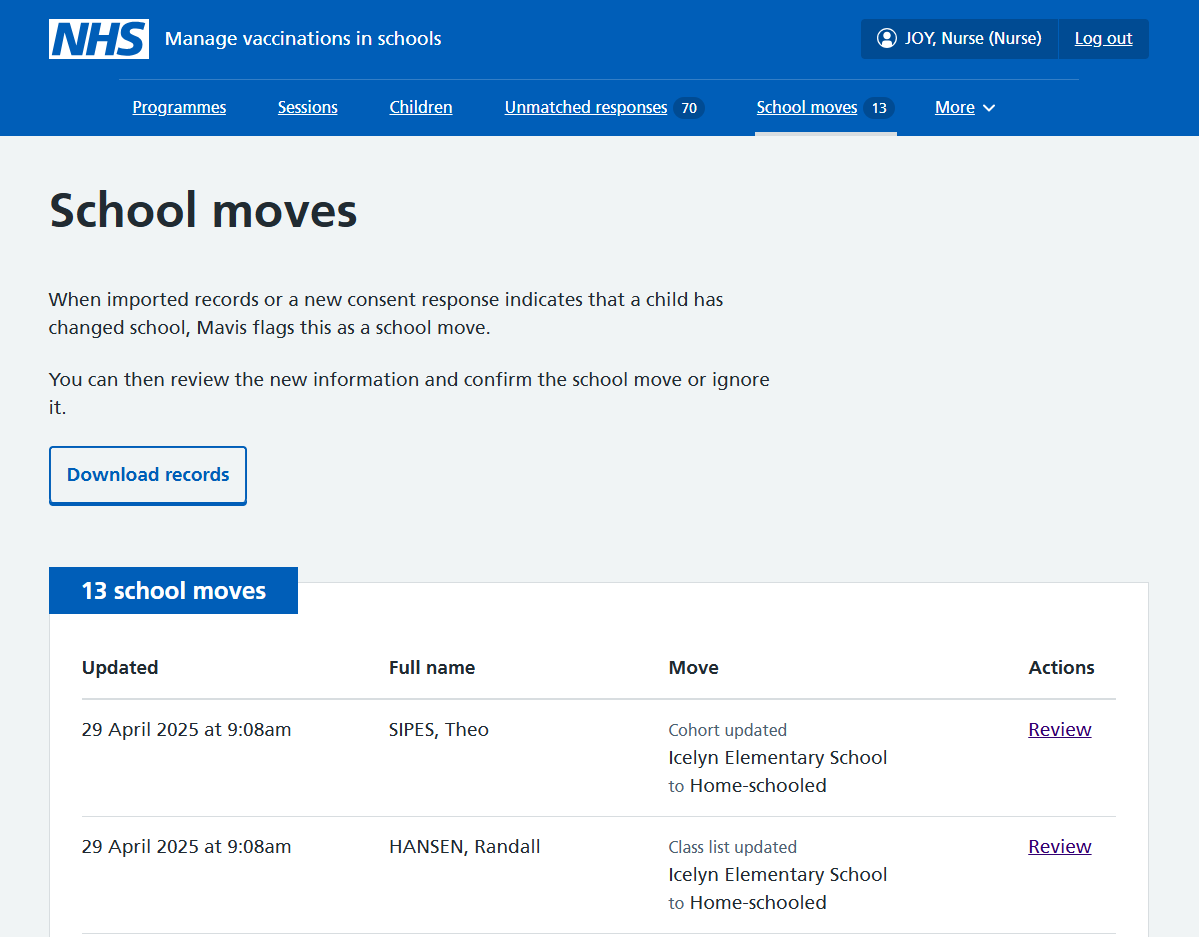 NHS Manage vaccinations in schools JOY, Nurse (Nurse) Log out
Programmes Sessions Children Unmatched responses 70 School moves 13 More
School moves
When imported records or a new consent response indicates that a child has
changed school, Mavis flags this as a school move.
You can then review the new information and confirm the school move or ignore
it.
Download records
13 school moves
Updated Full name Move Actions
29 April 2025 at 9:08am SIPES, Theo Cohort updated Review
Icelyn Elementary School
to Home-schooled
29 April 2025 at 9:08am HANSEN, Randall Class list updated Review
Icelyn Elementary School
to Home-schooled